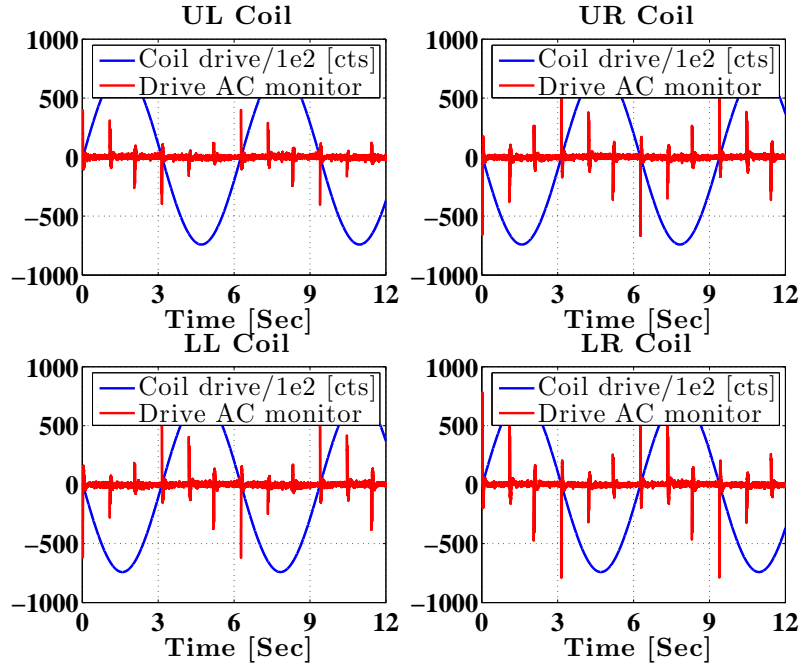 UL Coil
1000
500
0
−500
−1000
Coil drive/1e2 [cts]
Drive AC monitor
0 3 6 9 12
Time [Sec]
UR Coil
1000
500
0
−500
−1000
Coil drive/1e2 [cts]
Drive AC monitor
0 3 6 9 12
Time [Sec]
LL Coil
1000
500
0
−500
−1000
Coil drive/1e2 [cts]
Drive AC monitor
0 3 6 9 12
Time [Sec]
LR Coil
1000
500
0
−500
−1000
Coil drive/1e2 [cts]
Drive AC monitor
0 3 6 9 12
Time [Sec]